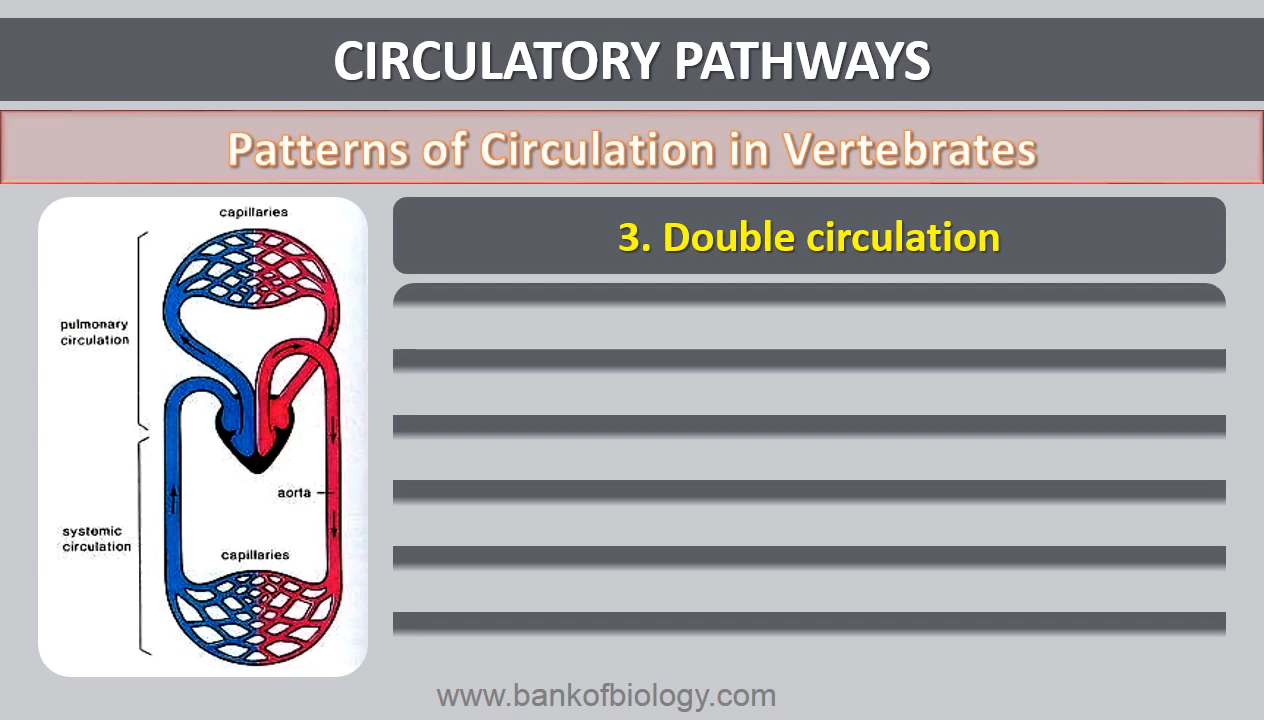 CIRCULATORY PATHWAYS
Patterns of Circulation in Vertebrates
capillaries
pulmonary
circulation
aorta
systemic
circulation
capillaries
3. Double circulation
www.bankofbiology.com